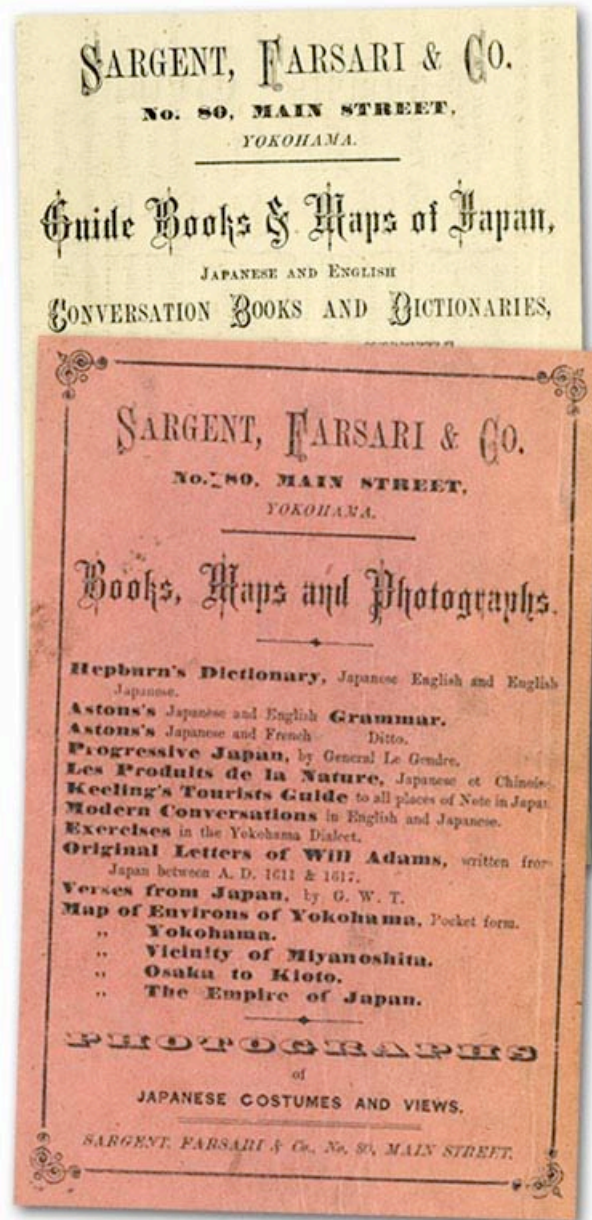 SARGENT, FARSARI & CO.
No. 80, MAIN STREET,
YOKOHAMA.
Guide Books & Maps of Japan,
JAPANESE AND ENGLISH
CONVERSATION BOOKS AND DICTIONARIES,
SARGENT, FARSARI & CO.
No. 80, MAIN STREET,
YOKOHAMA.
Books, Maps and Photographs.
Hepburn's Dictionary, Japanese English and English
Japanese.
Astons's Japanese and English Grammar.
Astons's Japanese and French Ditto.
Progressive Japan, by General Le Gendre.
Les Produits de la Nature, Japanese et Chinoise
Keeling's Tourists Guide to all places of Note in Japan
Modern Conversations in English and Japanese.
Exercises in the Yokohama Dialect.
Original Letters of Will Adams, written from
Japan between A. D. 1611 & 1617.
Verses from Japan, by G. W. T.
Map of Environs of Yokohama, Pocket form.
„ Yokohama.
„ Vicinity of Miyanoshita.
„ Osaka to Kioto.
„ The Empire of Japan.
PHOTOGRAPHS
of
JAPANESE COSTUMES AND VIEWS.
SARGENT, FARSARI & Co., No. 80, MAIN STREET.